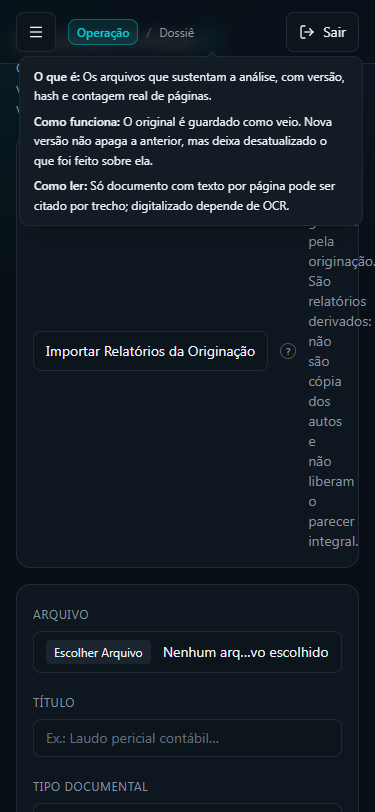 Operação / Dossiê
Sair
O que é: Os arquivos que sustentam a análise, com versão,
hash e contagem real de páginas.
Como funciona: O original é guardado como veio. Nova
versão não apaga a anterior, mas deixa desatualizado o
que foi feito sobre ela.
Como ler: Só documento com texto por página pode ser
citado por trecho; digitalizado depende de OCR.
pela
originação.
São
relatórios
derivados:
não
são
cópia
dos
autos
e
não
liberam
o
parecer
integral.
Importar Relatórios da Originação ?
ARQUIVO
Escolher Arquivo Nenhum arq...vo escolhido
TÍTULO
Ex.: Laudo pericial contábil...
TIPO DOCUMENTAL